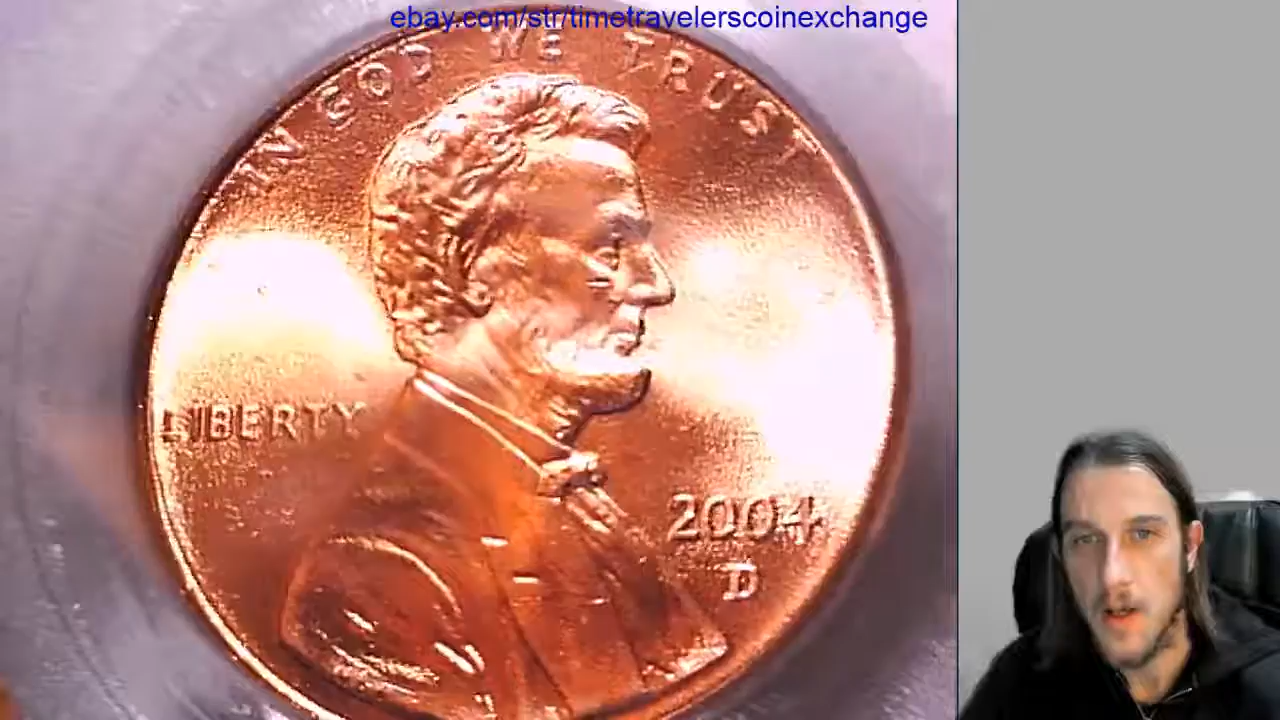 ebay.com/str/timetravelerscoinexchange
IN GOD WE TRUST
LIBERTY
2004
D